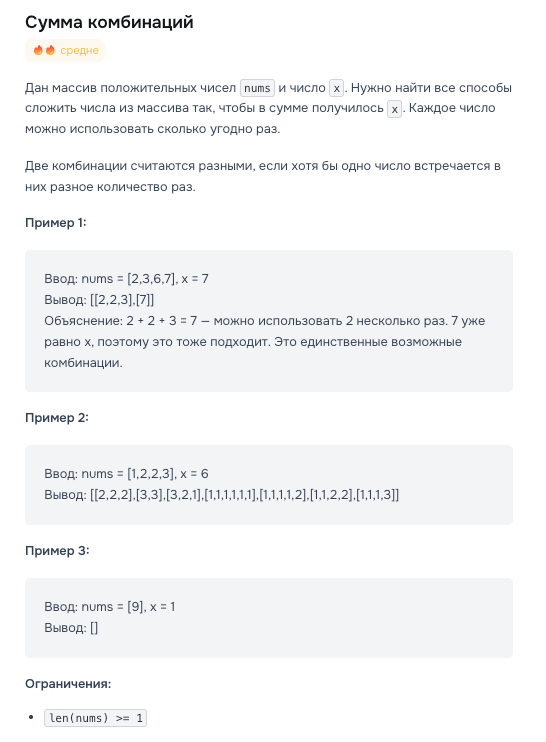 Сумма комбинаций
🔥🔥 средне
Дан массив положительных чисел nums и число x. Нужно найти все способы
сложить числа из массива так, чтобы в сумме получилось x. Каждое число
можно использовать сколько угодно раз.
Две комбинации считаются разными, если хотя бы одно число встречается в
них разное количество раз.
Пример 1:
Ввод: nums = [2,3,6,7], x = 7
Вывод: [[2,2,3],[7]]
Объяснение: 2 + 2 + 3 = 7 — можно использовать 2 несколько раз. 7 уже
равно x, поэтому это тоже подходит. Это единственные возможные
комбинации.
Пример 2:
Ввод: nums = [1,2,2,3], x = 6
Вывод: [[2,2,2],[3,3],[3,2,1],[1,1,1,1,1,1],[1,1,1,1,2],[1,1,2,2],[1,1,1,3]]
Пример 3:
Ввод: nums = [9], x = 1
Вывод: []
Ограничения:
• len(nums) >= 1